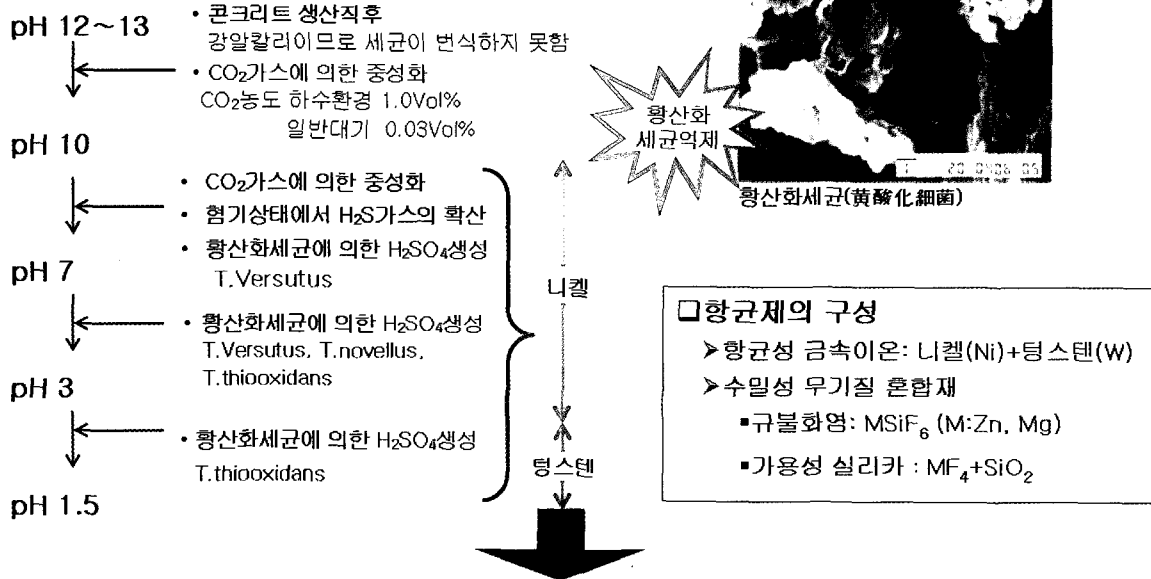 pH 12~13
• 콘크리트 생산직후
강알칼리이므로 세균이 번식하지 못함
• CO₂가스에 의한 중성화
CO₂농도 하수환경 1.0Vol%
일반대기 0.03Vol%
pH 10
• CO₂가스에 의한 중성화
• 혐기상태에서 H₂S가스의 확산
• 황산화세균에 의한 H₂SO₄생성
T.Versutus
pH 7
• 황산화세균에 의한 H₂SO₄생성
T.Versutus, T.novellus,
T.thiooxidans
pH 3
• 황산화세균에 의한 H₂SO₄생성
T.thiooxidans
pH 1.5
니켈
텅스텐
황산화
세균억제
황산화세균(黄酸化細菌)
❑항균제의 구성
➤항균성 금속이온: 니켈(Ni)+텅스텐(W)
➤수밀성 무기질 혼합재
▪규불화염: MSiF₆ (M:Zn, Mg)
▪가용성 실리카 : MF₄+SiO₂